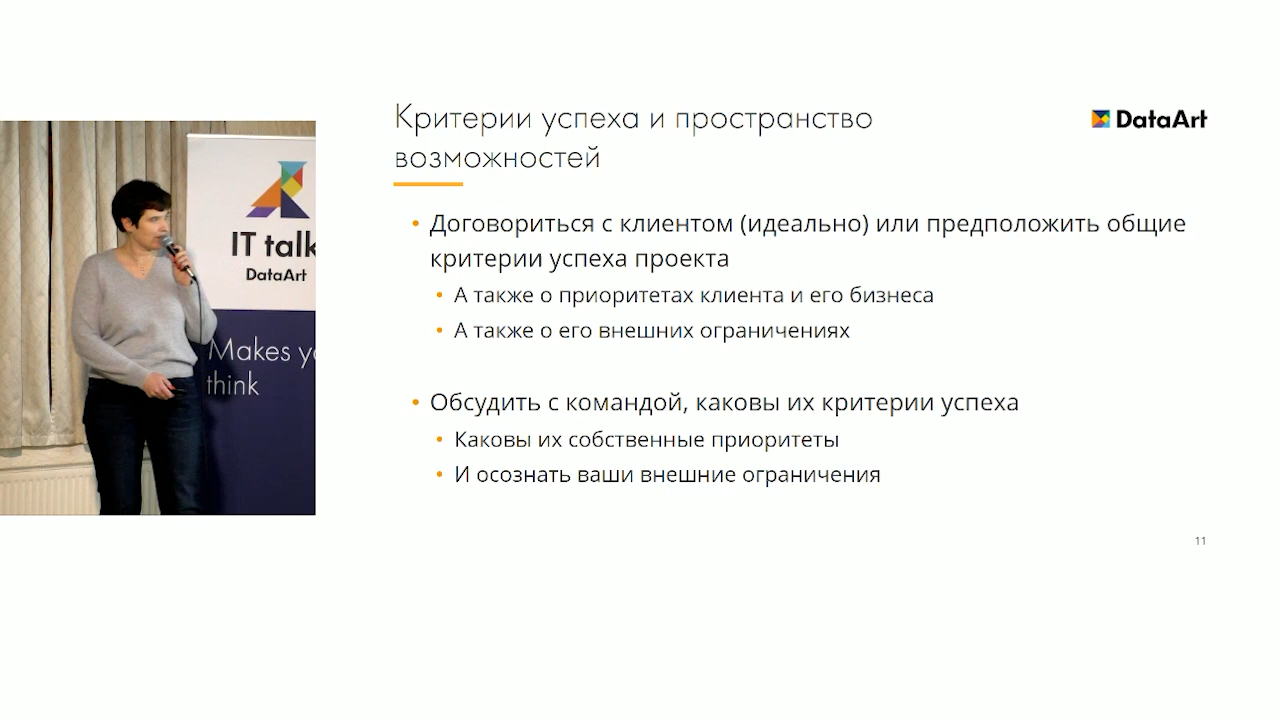 Критерии успеха и пространство
возможностей
DataArt
Договориться с клиентом (идеально) или предположить общие
критерии успеха проекта
А также о приоритетах клиента и его бизнеса
А также о его внешних ограничениях
Обсудить с командой, каковы их критерии успеха
Каковы их собственные приоритеты
И осознать ваши внешние ограничения
11
IT talk
DataArt
Makes yo
think